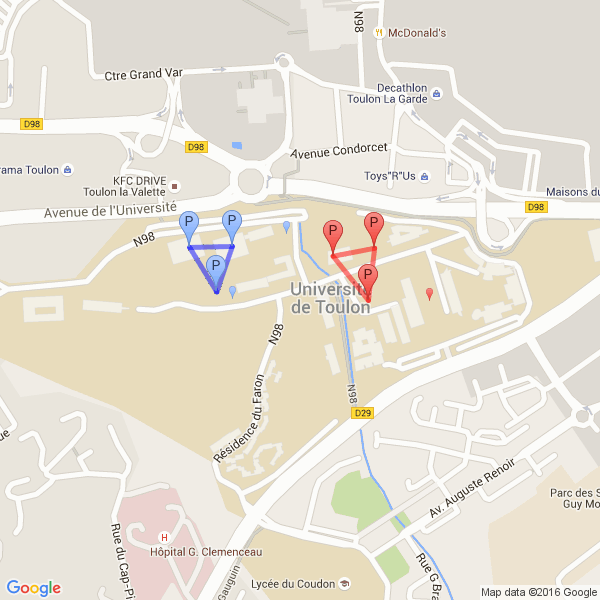 N98
McDonald's
Ctre Grand Var
Decathlon
Toulon La Garde
D98
D98
Avenue Condorcet
rama Toulon
KFC DRIVE
Toulon la Valette
Toys"R"Us
Maisons du
Avenue de l'Université
D98
N98
P
P
P
P
P
P
Université
de Toulon
N98
N98
Résidence du Faron
D29
Av. Auguste Renoir
Parc des S
Guy Mo
Rue du Cap-Pi
H
Hôpital G. Clemenceau
Gauguin
Lycée du Coudon
Rue G Bra
Google
Map data ©2016 Google